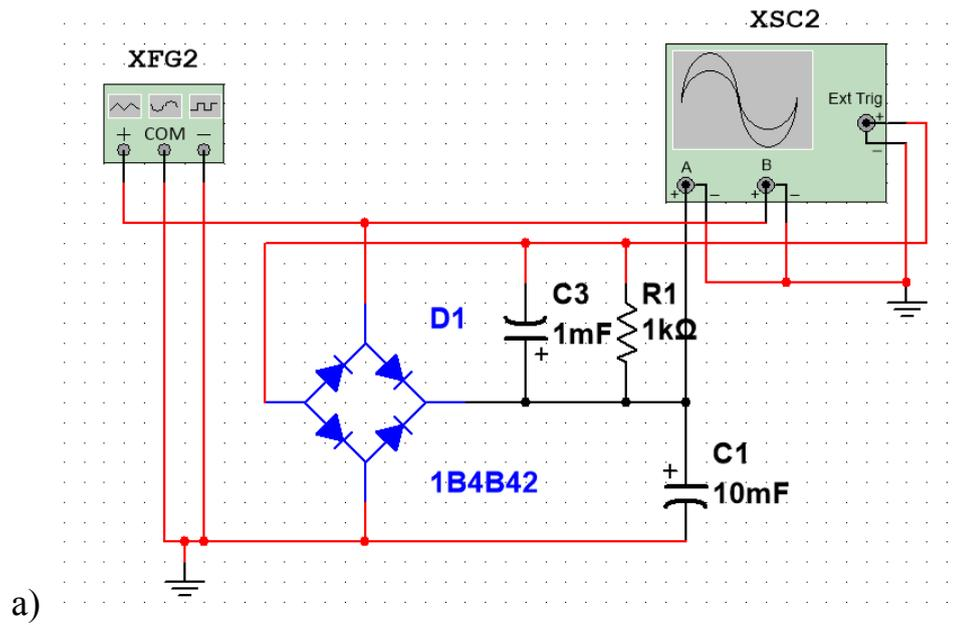 XSC2
XFG2
Ext Trig
+
−
+ COM −
A B
+ − + −
C3
1mF
+
R1
1kΩ
D1
1B4B42
C1
+
10mF
a)